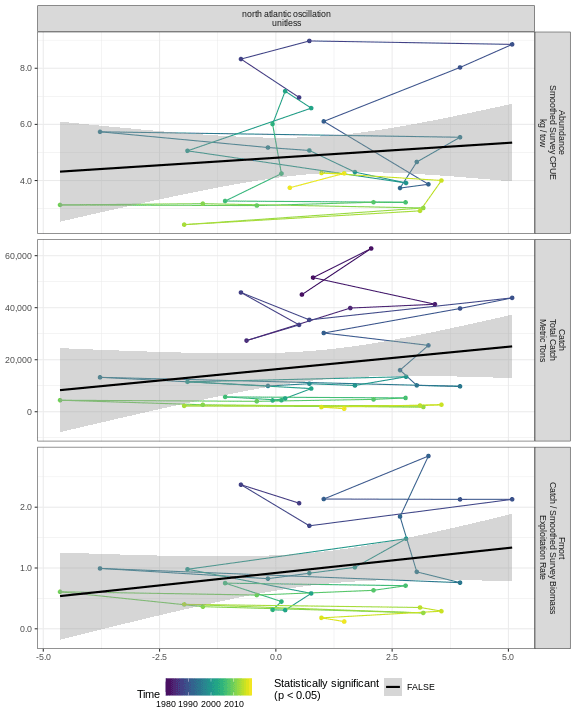 north atlantic oscillation
unitless
8.0
6.0
4.0
Abundance
Smoothed Survey CPUE
kg / tow
60,000
40,000
20,000
0
Catch
Total Catch
Metric Tons
2.0
1.0
0.0
Fmort
Catch / Smoothed Survey Biomass
Exploitation Rate
-5.0 -2.5 0.0 2.5 5.0
Time
1980 1990 2000 2010
Statistically significant
(p < 0.05)
FALSE